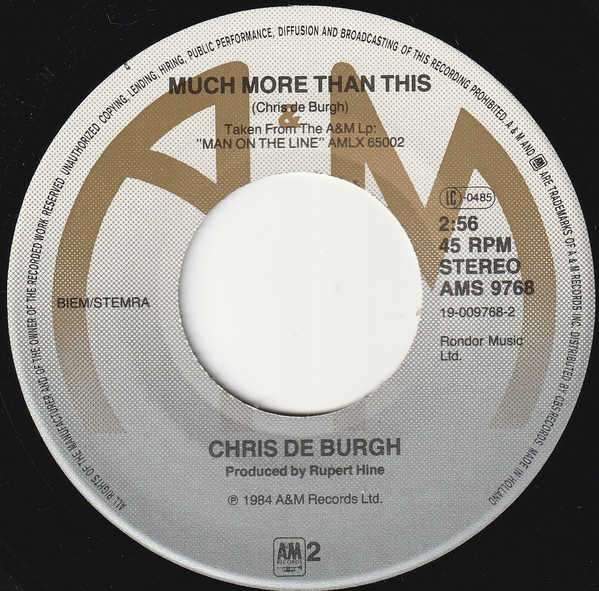 ALL RIGHTS OF THE MANUFACTURER AND OF THE OWNER OF THE RECORDED WORK RESERVED. UNAUTHORIZED COPYING, LENDING, HIRING, PUBLIC PERFORMANCE, DIFFUSION AND BROADCASTING OF THIS RECORDING PROHIBITED. A & M AND AM ARE TRADEMARKS OF A & M RECORDS INC. DISTRIBUTED BY CBS RECORDS. MADE IN HOLLAND
MUCH MORE THAN THIS
(Chris de Burgh)
&
Taken From The A&M Lp:
"MAN ON THE LINE" AMLX 65002
A M
IC-0485
2:56
45 RPM
STEREO
AMS 9768
BIEM/STEMRA
19-009768-2
Rondor Music
Ltd.
CHRIS DE BURGH
Produced by Rupert Hine
℗ 1984 A&M Records Ltd.
AM RECORDS 2